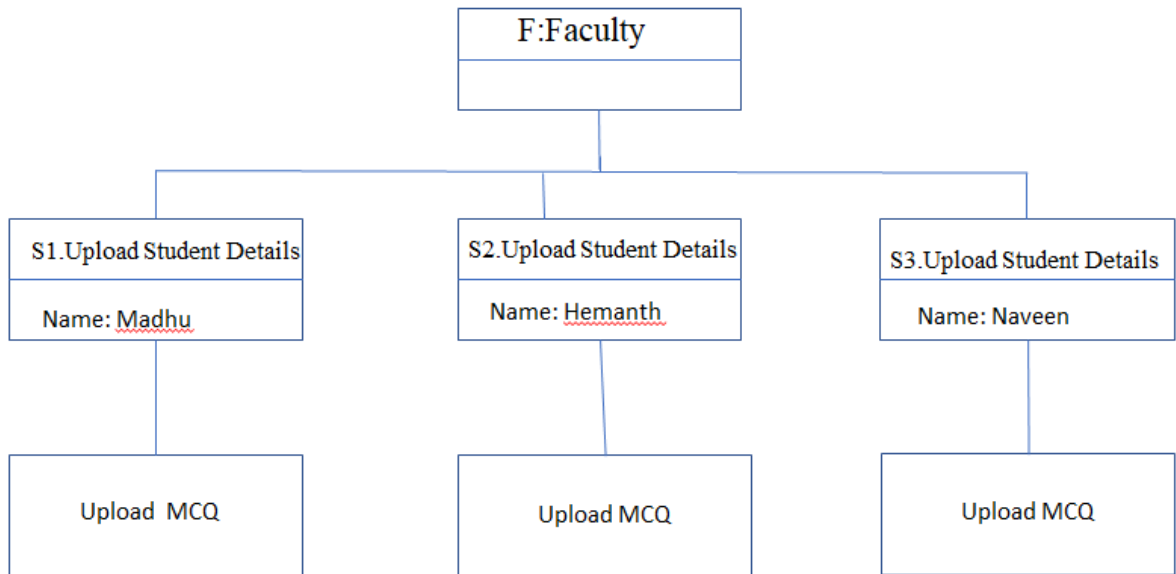 F:Faculty
S1.Upload Student Details
Name: Madhu
S2.Upload Student Details
Name: Hemanth
S3.Upload Student Details
Name: Naveen
Upload MCQ
Upload MCQ
Upload MCQ